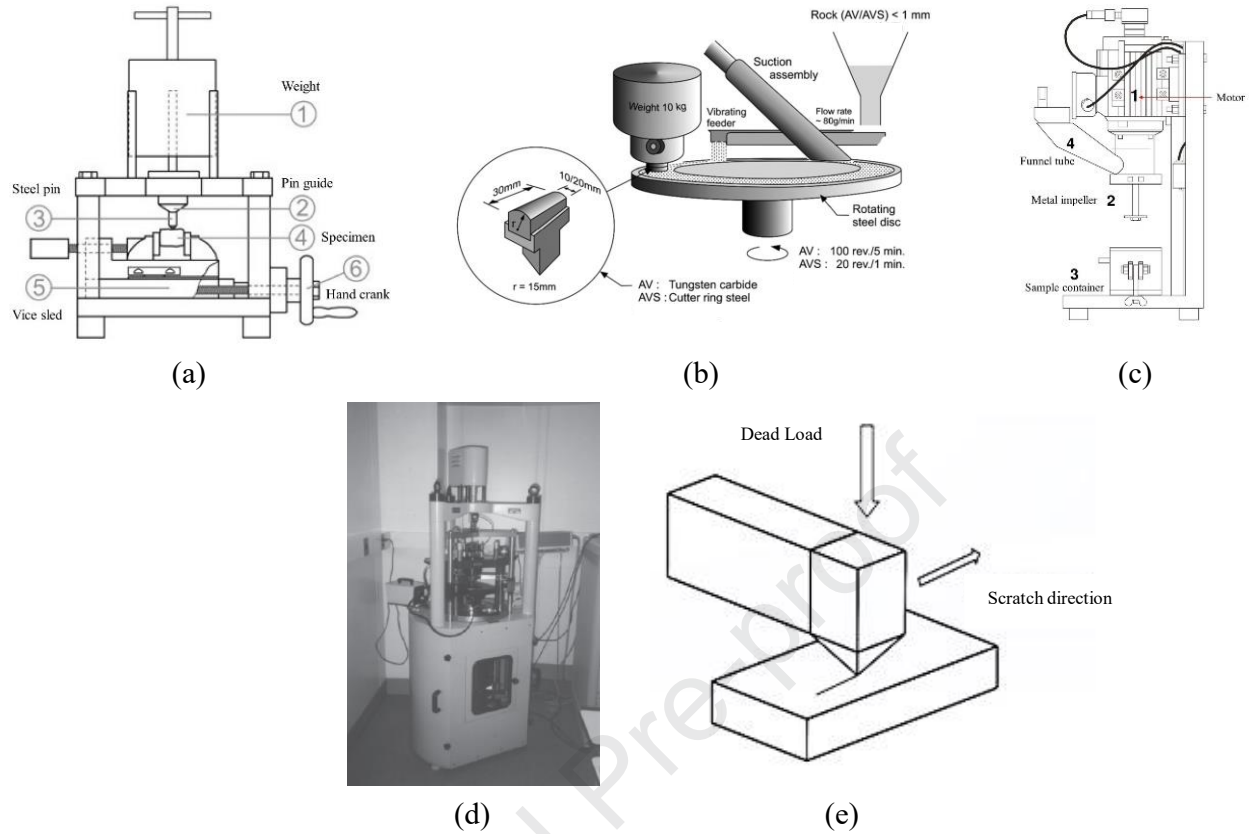 Weight
①
Steel pin
Pin guide
③
②
④
Specimen
⑤
⑥
Hand crank
Vice sled
(a)
Rock (AV/AVS) < 1 mm
Suction
assembly
Weight 10 kg
Vibrating
feeder
Flow rate
~ 80g/min
30mm
10/20mm
r
r = 15mm
Rotating
steel disc
AV : 100 rev./5 min.
AVS : 20 rev./1 min.
AV : Tungsten carbide
AVS : Cutter ring steel
(b)
1
Motor
4
Funnel tube
Metal impeller 2
3
Sample container
(c)
(d)
Dead Load
Scratch direction
(e)
Pre-proof